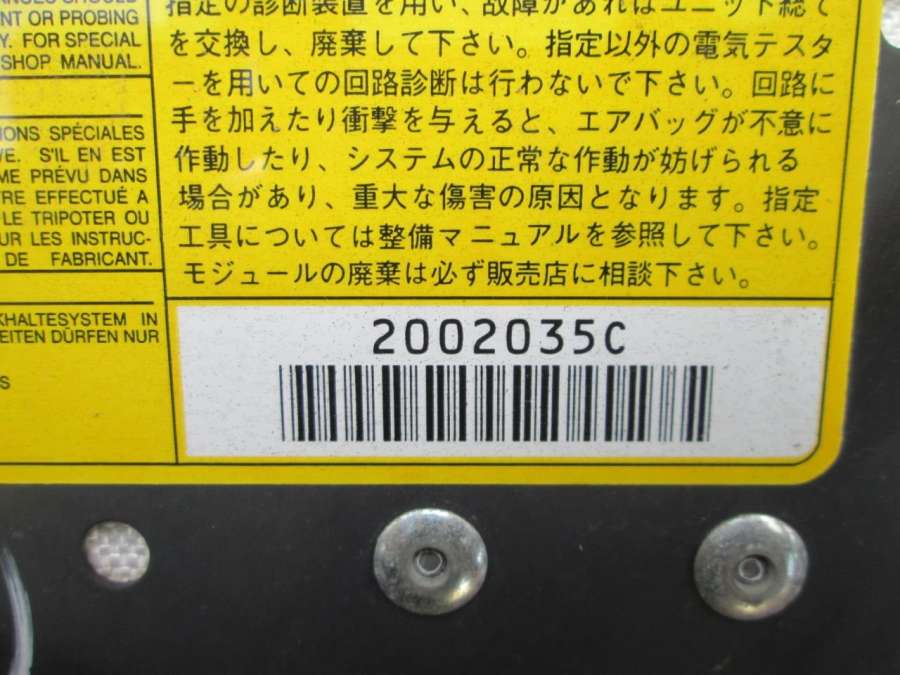 NT OR PROBING
Y. FOR SPECIAL
SHOP MANUAL.
IONS SPÉCIALES
VE. S'IL EN EST
ME PRÉVU DANS
TRE EFFECTUÉ A
LE TRIPOTER OU
UR LES INSTRUC-
DE FABRICANT.
KHALTESYSTEM IN
EITEN DÜRFEN NUR
S
指定の診断装置を用い、故障があればユニット総て
を交換し、廃棄して下さい。指定以外の電気テスタ
ーを用いての回路診断は行わないで下さい。回路に
手を加えたり衝撃を与えると、エアバッグが不意に
作動したり、システムの正常な作動が妨げられる
場合があり、重大な傷害の原因となります。指定
工具については整備マニュアルを参照して下さい。
モジュールの廃棄は必ず販売店に相談下さい。
2002035C